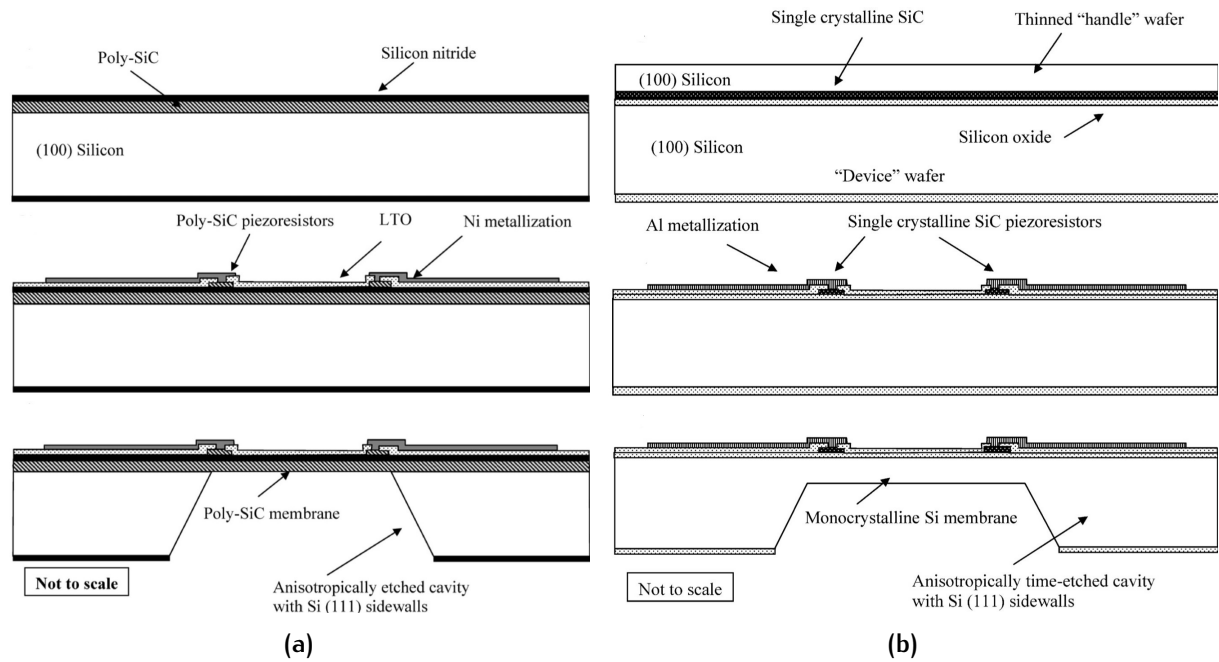 Poly-SiC
Silicon nitride
(100) Silicon
Poly-SiC piezoresistors
LTO
Ni metallization
Poly-SiC membrane
Anisotropically etched cavity
with Si (111) sidewalls
Not to scale
(a)
Single crystalline SiC
Thinned “handle” wafer
(100) Silicon
Silicon oxide
(100) Silicon
“Device” wafer
Al metallization
Single crystalline SiC piezoresistors
Monocrystalline Si membrane
Anisotropically time-etched cavity
with Si (111) sidewalls
Not to scale
(b)